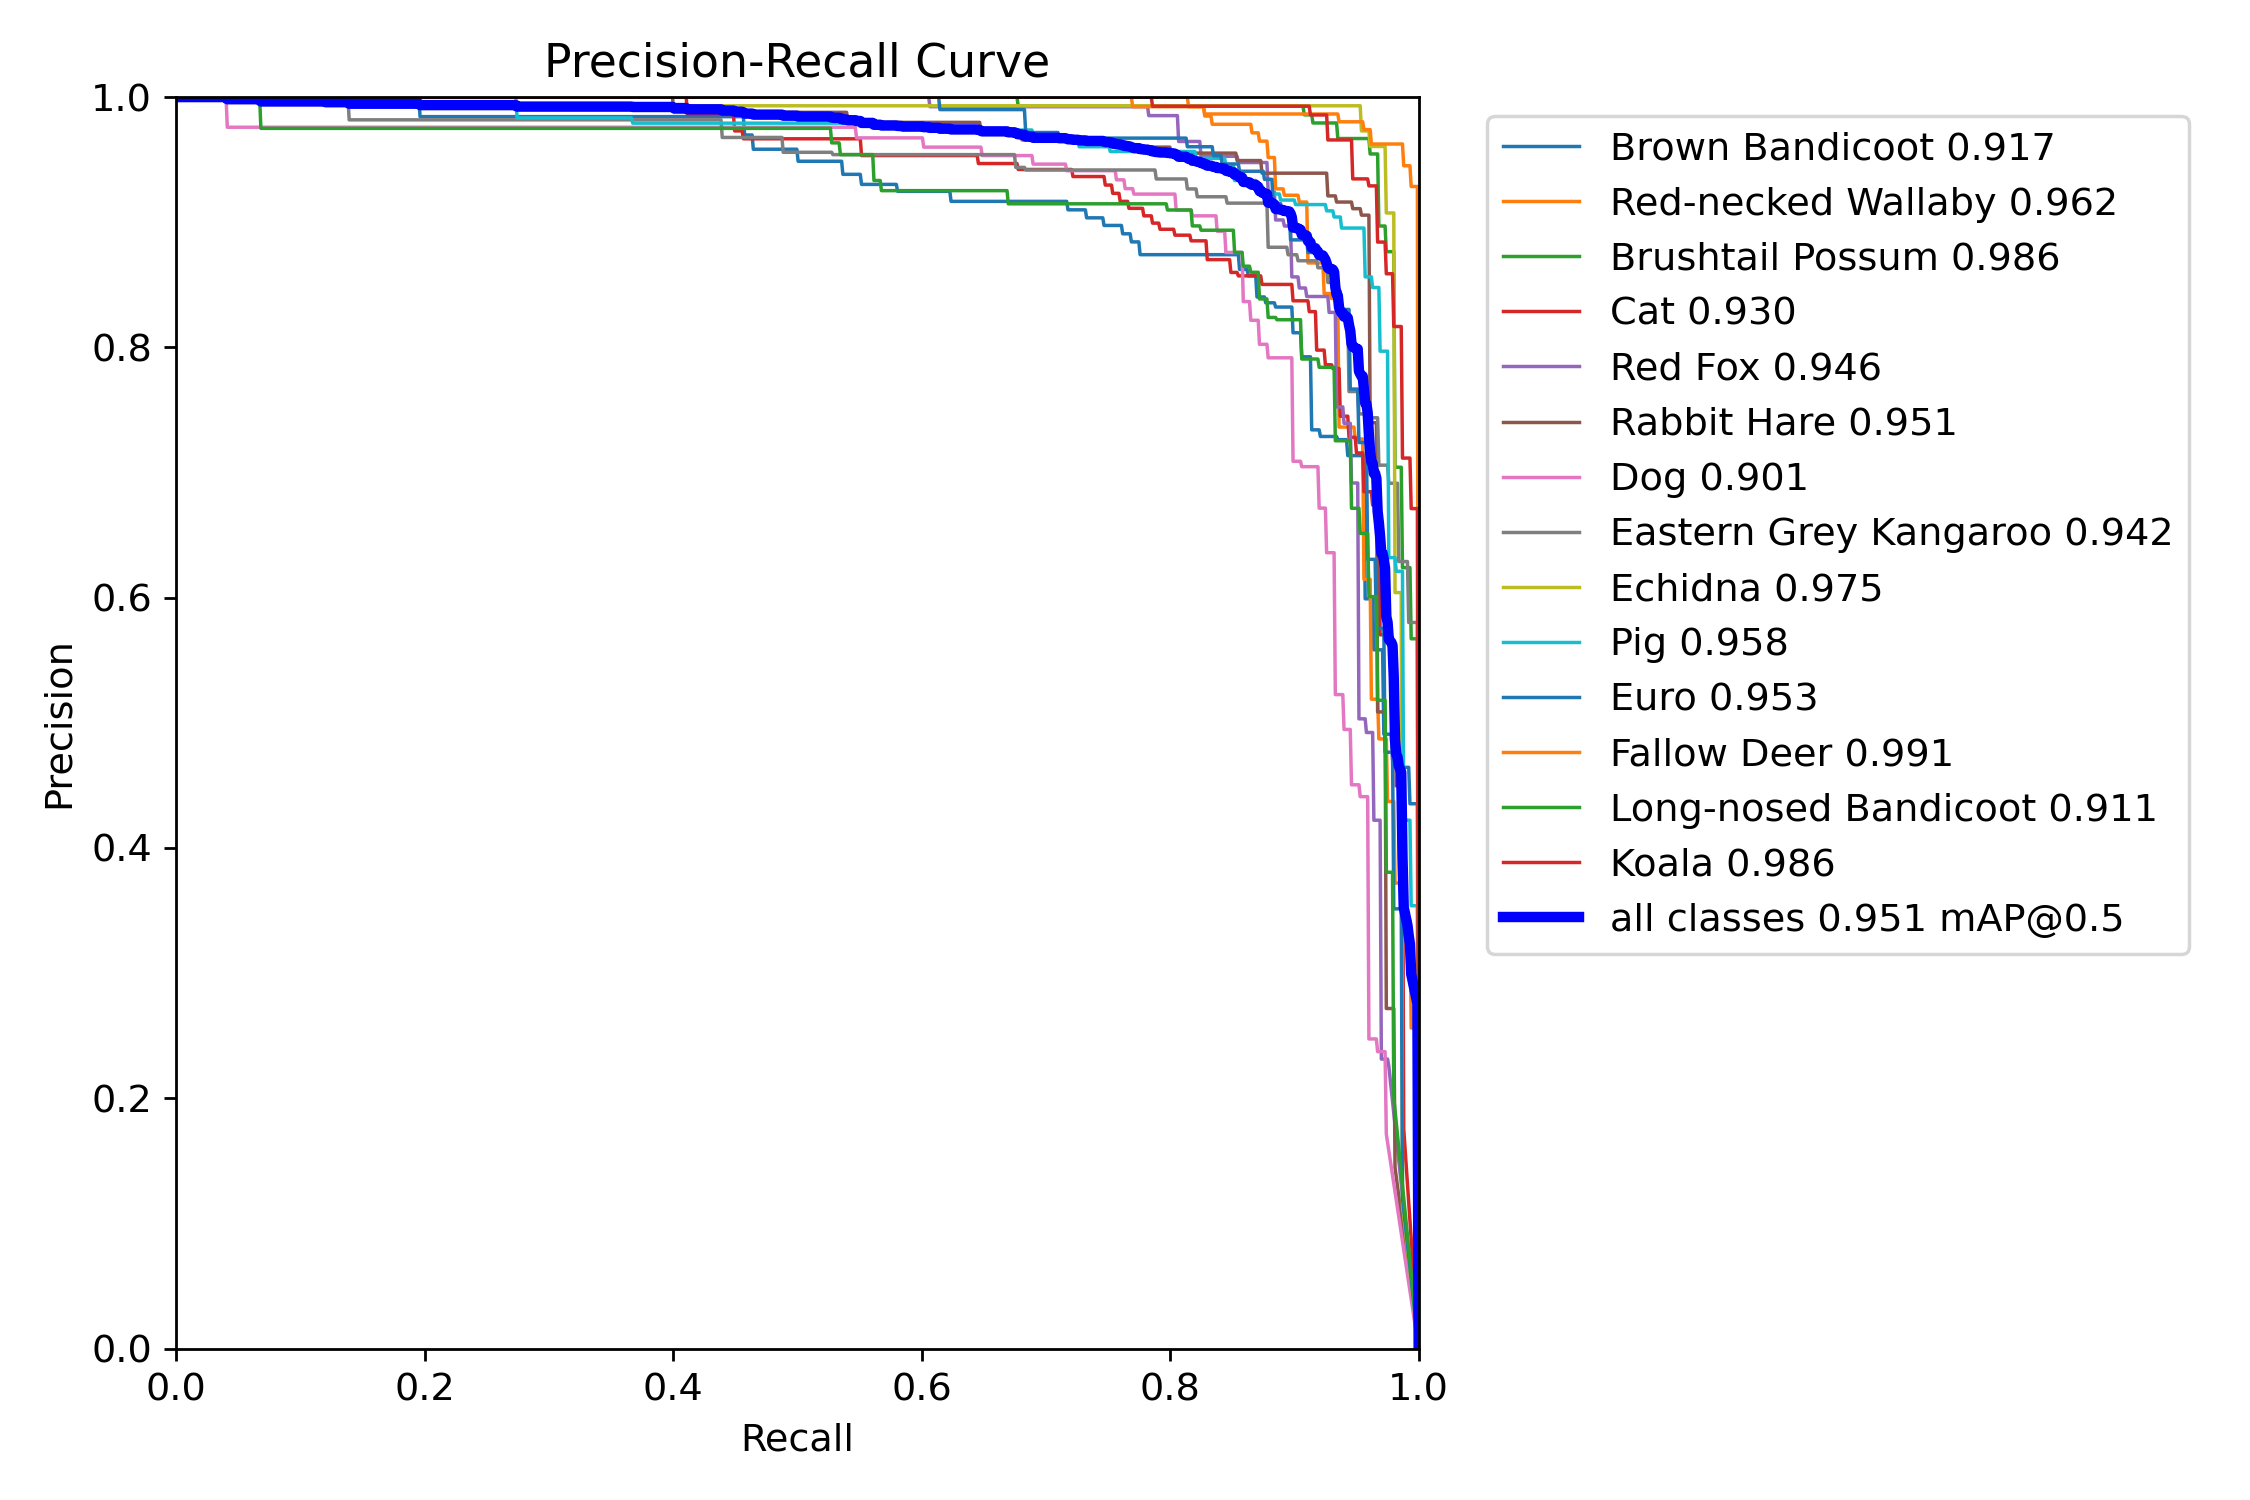 Precision-Recall Curve
1.0
0.8
0.6
0.4
0.2
0.0
Precision
0.0 0.2 0.4 0.6 0.8 1.0
Recall
Brown Bandicoot 0.917
Red-necked Wallaby 0.962
Brushtail Possum 0.986
Cat 0.930
Red Fox 0.946
Rabbit Hare 0.951
Dog 0.901
Eastern Grey Kangaroo 0.942
Echidna 0.975
Pig 0.958
Euro 0.953
Fallow Deer 0.991
Long-nosed Bandicoot 0.911
Koala 0.986
all classes 0.951 mAP@0.5